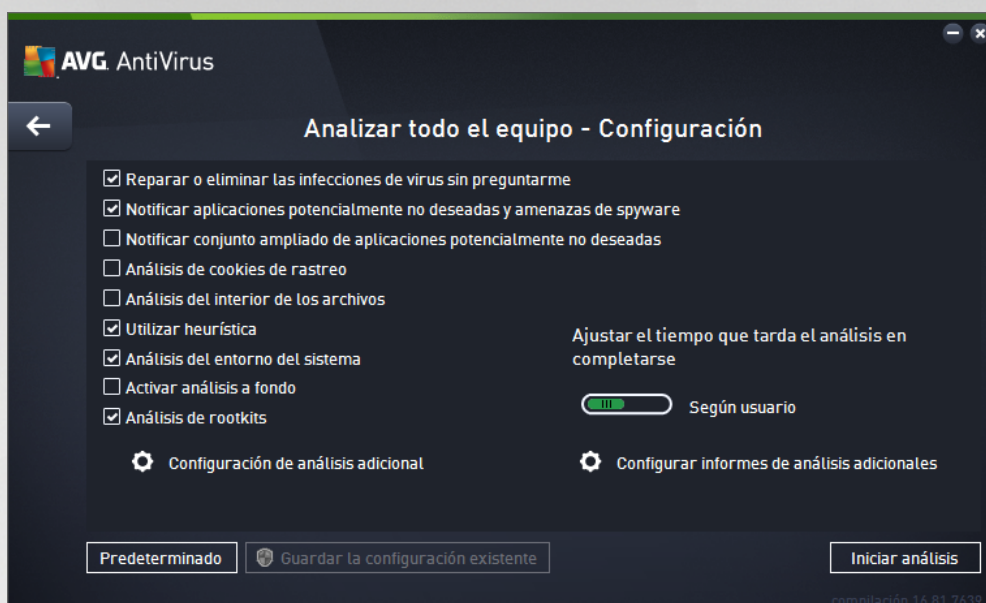 AVG. AntiVirus
Analizar todo el equipo - Configuración
Reparar o eliminar las infecciones de virus sin preguntarme
Notificar aplicaciones potencialmente no deseadas y amenazas de spyware
Notificar conjunto ampliado de aplicaciones potencialmente no deseadas
Análisis de cookies de rastreo
Análisis del interior de los archivos
Utilizar heurística
Análisis del entorno del sistema
Activar análisis a fondo
Análisis de rootkits
Ajustar el tiempo que tarda el análisis en
completarse
Según usuario
Configuración de análisis adicional
Configurar informes de análisis adicionales
Predeterminado
Guardar la configuración existente
Iniciar análisis
compilación 16.81.7639